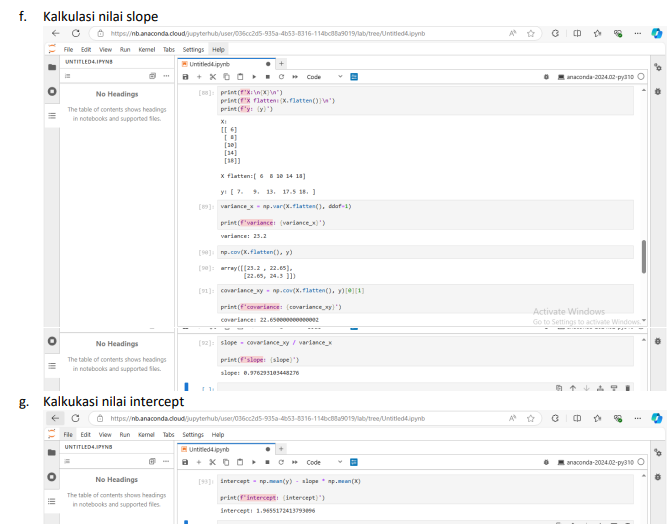 f. Kalkulasi nilai slope
https://nb.anaconda.cloud/jupyterhub/user/036cc2d5-935a-4b53-8316-114bc88a9019/lab/tree/Untitled4.ipynb
File Edit View Run Kernel Tabs Settings Help
UNTITLED4.IPYNB
Untitled4.ipynb
Code
anaconda-2024.02-py310
No Headings
The table of contents shows headings
in notebooks and supported files.
[88]: print(f'X:\n{X}\n')
print(f'X flatten:{X.flatten()}\n')
print(f'y: {y}')
X:
[[ 6]
[ 8]
[10]
[14]
[18]]
X flatten:[ 6 8 10 14 18]
y: [ 7. 9. 13. 17.5 18. ]
[89]: variance_x = np.var(X.flatten(), ddof=1)
print(f'variance: {variance_x}')
variance: 23.2
[90]: np.cov(X.flatten(), y)
[90]: array([[23.2 , 22.65],
[22.65, 24.3 ]])
[91]: covariance_xy = np.cov(X.flatten(), y)[0][1]
print(f'covariance: {covariance_xy}')
covariance: 22.650000000000002
Activate Windows
Go to Settings to activate Windows.
No Headings
The table of contents shows headings
in notebooks and supported files.
[92]: slope = covariance_xy / variance_x
print(f'slope: {slope}')
slope: 0.976293103448276
[ ]:
g. Kalkukasi nilai intercept
https://nb.anaconda.cloud/jupyterhub/user/036cc2d5-935a-4b53-8316-114bc88a9019/lab/tree/Untitled4.ipynb
File Edit View Run Kernel Tabs Settings Help
UNTITLED4.IPYNB
Untitled4.ipynb
Code
anaconda-2024.02-py310
No Headings
The table of contents shows headings
in notebooks and supported files.
[93]: intercept = np.mean(y) - slope * np.mean(X)
print(f'intercept: {intercept}')
intercept: 1.9655172413793096